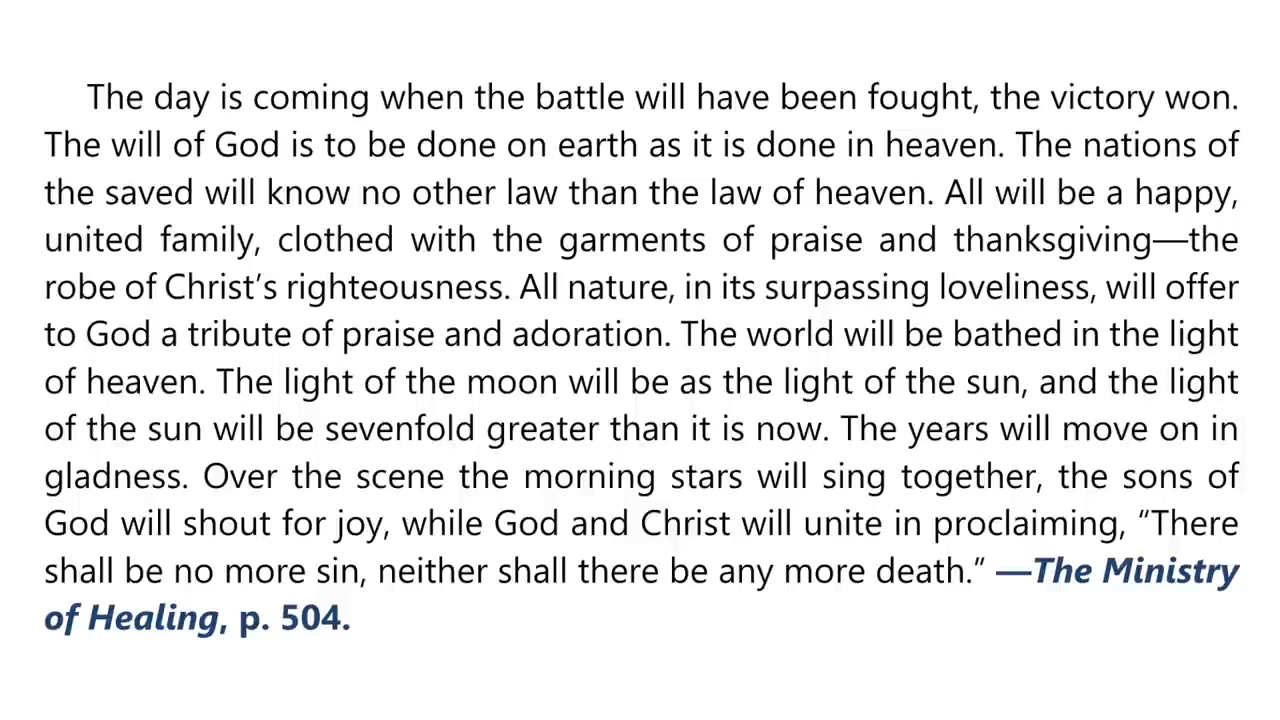 The day is coming when the battle will have been fought, the victory won.
The will of God is to be done on earth as it is done in heaven. The nations of
the saved will know no other law than the law of heaven. All will be a happy,
united family, clothed with the garments of praise and thanksgiving—the
robe of Christ’s righteousness. All nature, in its surpassing loveliness, will offer
to God a tribute of praise and adoration. The world will be bathed in the light
of heaven. The light of the moon will be as the light of the sun, and the light
of the sun will be sevenfold greater than it is now. The years will move on in
gladness. Over the scene the morning stars will sing together, the sons of
God will shout for joy, while God and Christ will unite in proclaiming, “There
shall be no more sin, neither shall there be any more death.” —The Ministry
of Healing, p. 504.